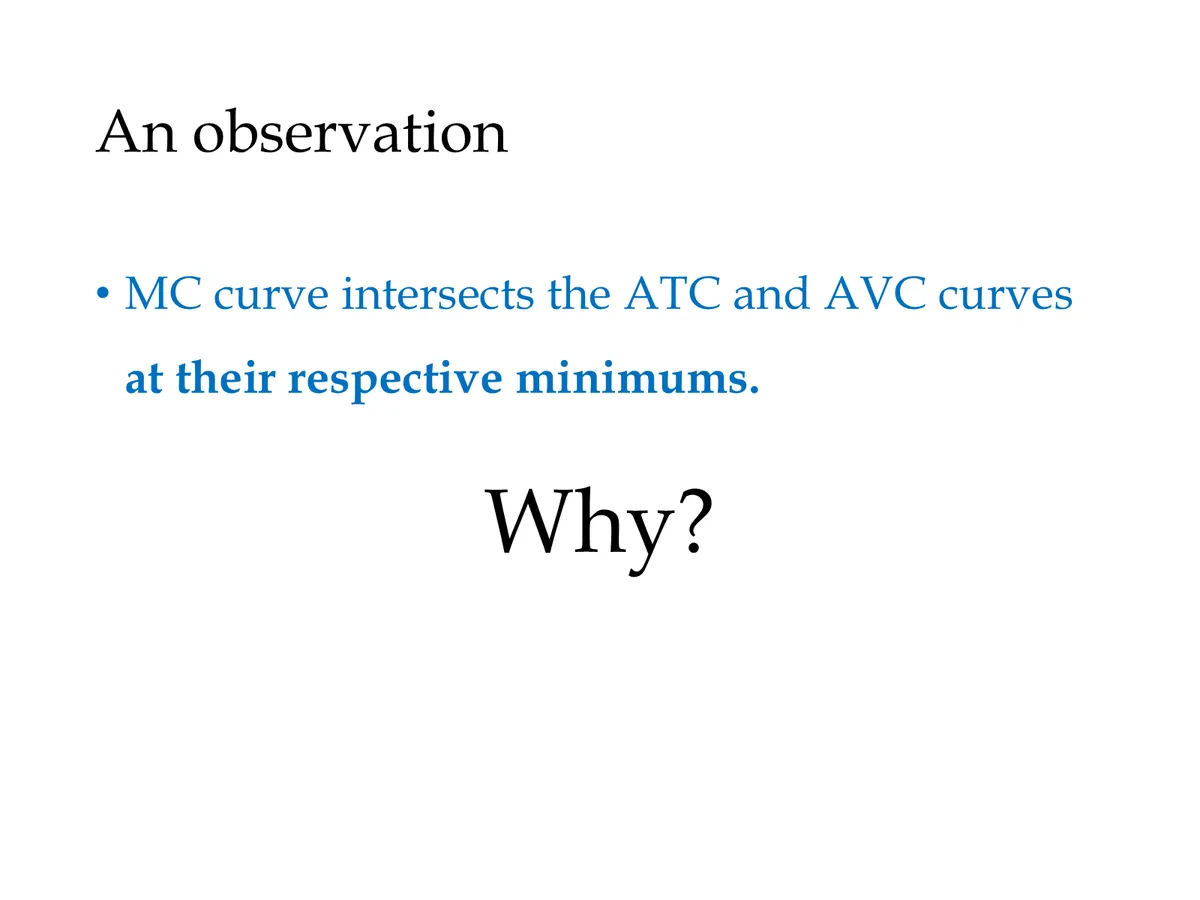 An observation
• MC curve intersects the ATC and AVC curves
at their respective minimums.
Why?